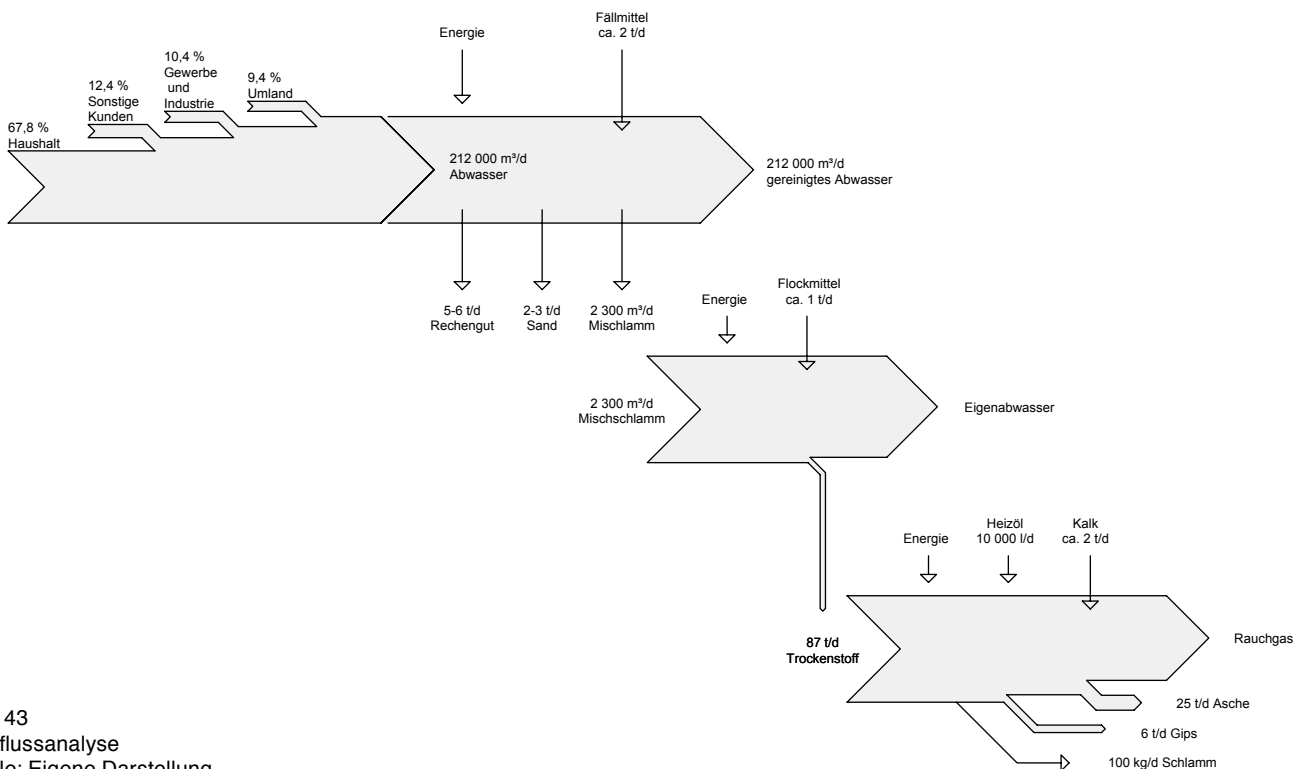 67,8 %
Haushalt
12,4 %
Sonstige
Kunden
10,4 %
Gewerbe
und
Industrie
9,4 %
Umland
Energie
Fällmittel
ca. 2 t/d
212 000 m³/d
Abwasser
212 000 m³/d
gereinigtes Abwasser
5-6 t/d
Rechengut
2-3 t/d
Sand
2 300 m³/d
Mischlamm
Energie
Flockmittel
ca. 1 t/d
2 300 m³/d
Mischschlamm
Eigenabwasser
87 t/d
Trockenstoff
Energie
Heizöl
10 000 l/d
Kalk
ca. 2 t/d
Rauchgas
25 t/d Asche
6 t/d Gips
100 kg/d Schlamm
43
flussanalyse
le: Eigene Darstellung